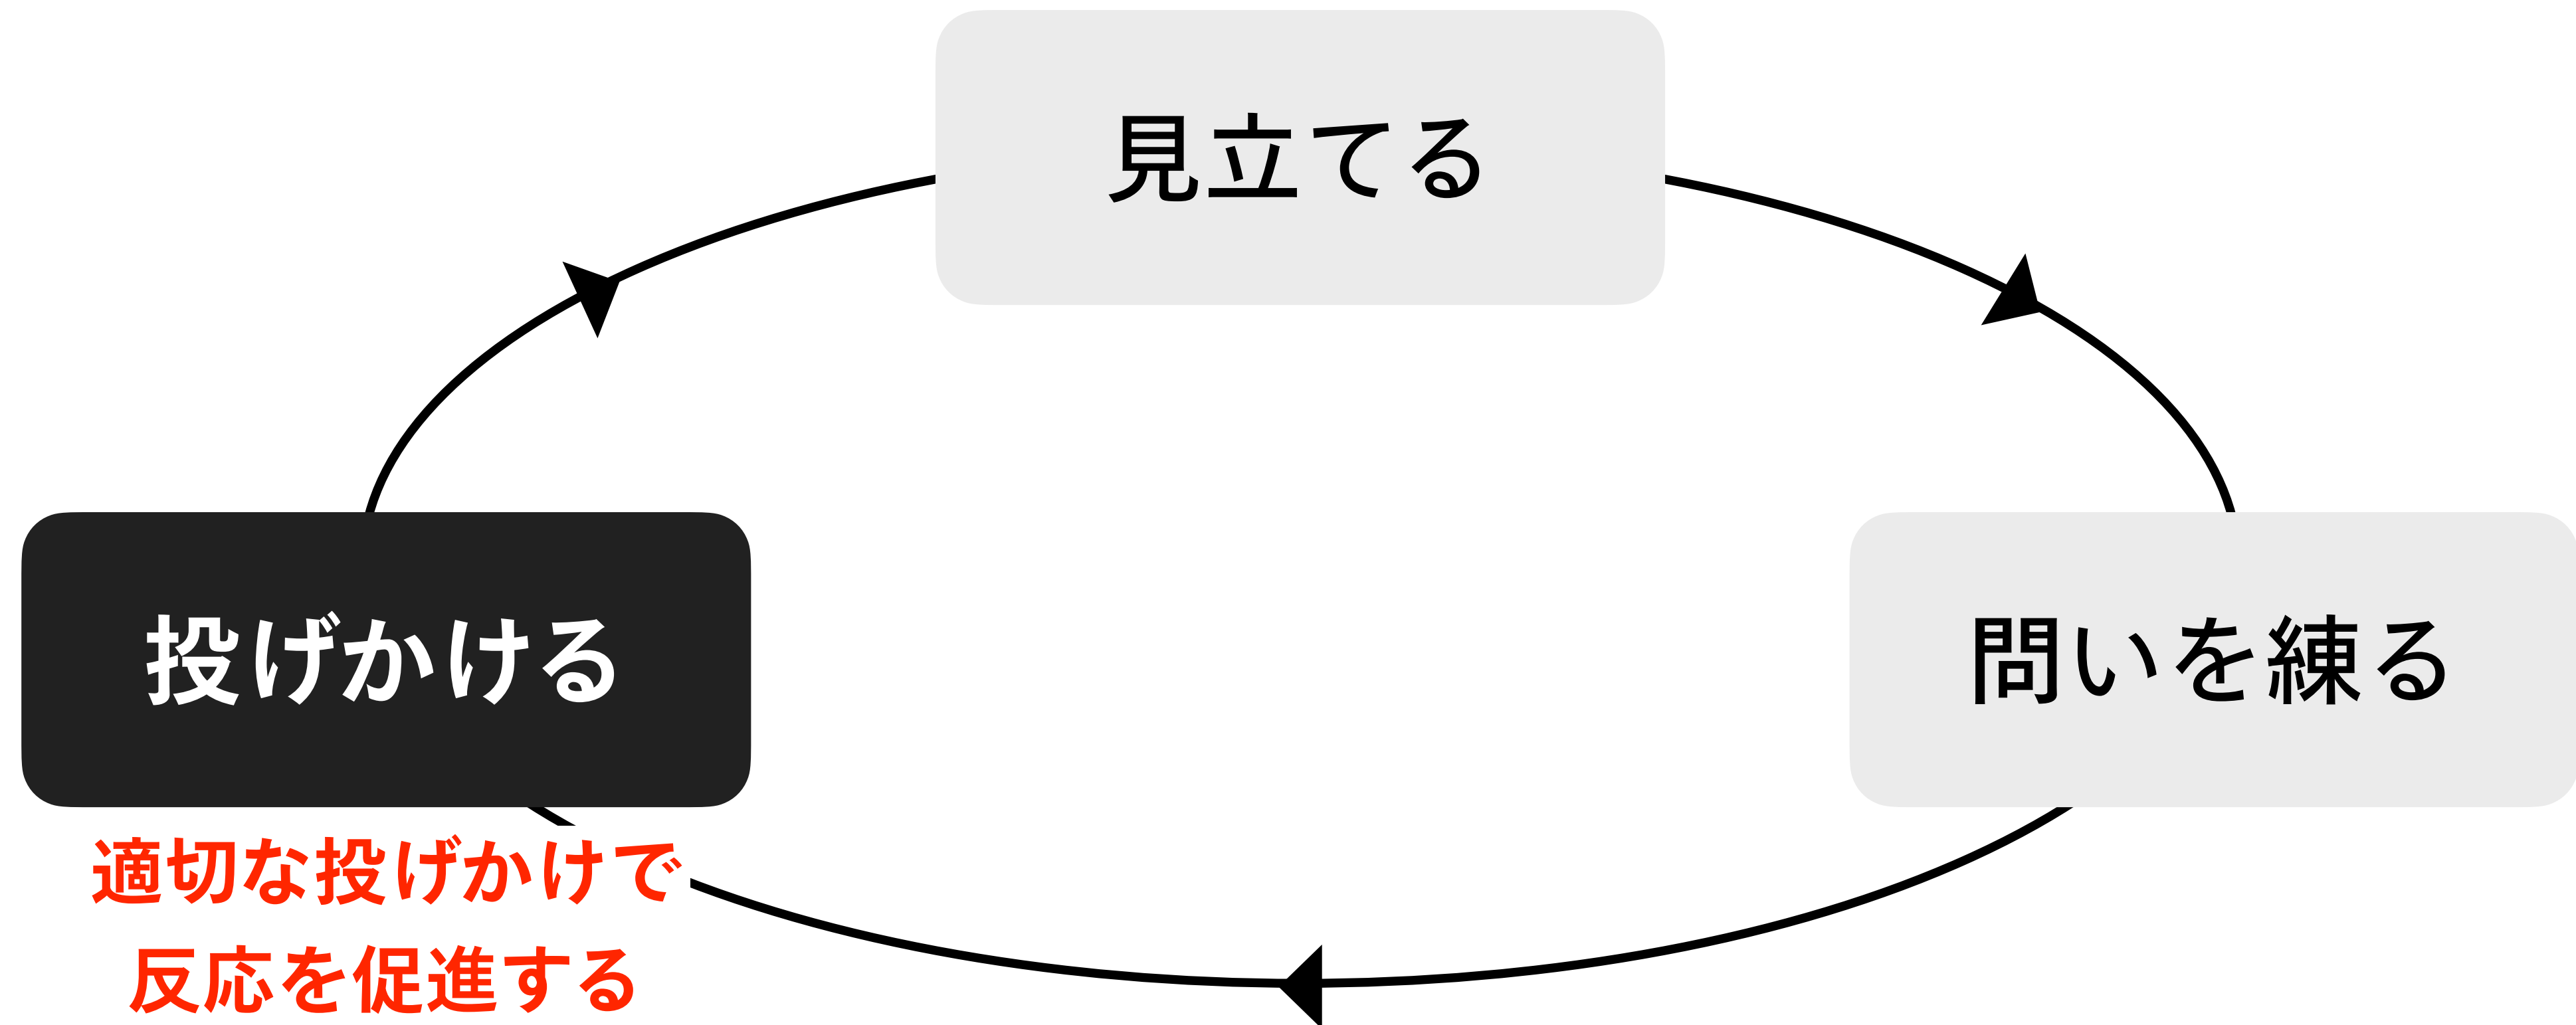 見立てる
投げかける
問いを練る
適切な投げかけで
反応を促進する